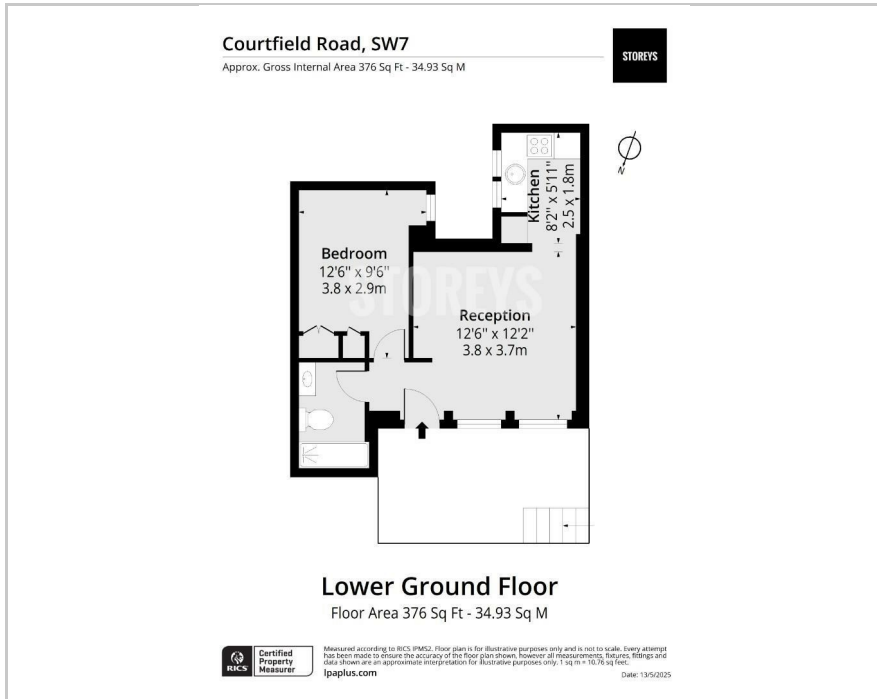 Courtfield Road, SW7
Approx. Gross Internal Area 376 Sq Ft - 34.93 Sq M
STOREYS
N
Kitchen
8'2" x 5'11"
2.5 x 1.8m
Bedroom
12'6" x 9'6"
3.8 x 2.9m
STOREYS
Reception
12'6" x 12'2"
3.8 x 3.7m
Lower Ground Floor
Floor Area 376 Sq Ft - 34.93 Sq M
RICS
Certified
Property
Measurer
Measured according to RICS IPMS2. Floor plan is for illustrative purposes only and is not to scale. Every attempt
has been made to ensure the accuracy of the floor plan shown, however all measurements, fixtures, fittings and
data shown are an approximate interpretation for illustrative purposes only. 1 sq m = 10.76 sq feet.
lpaplus.com
Date: 13/5/2025